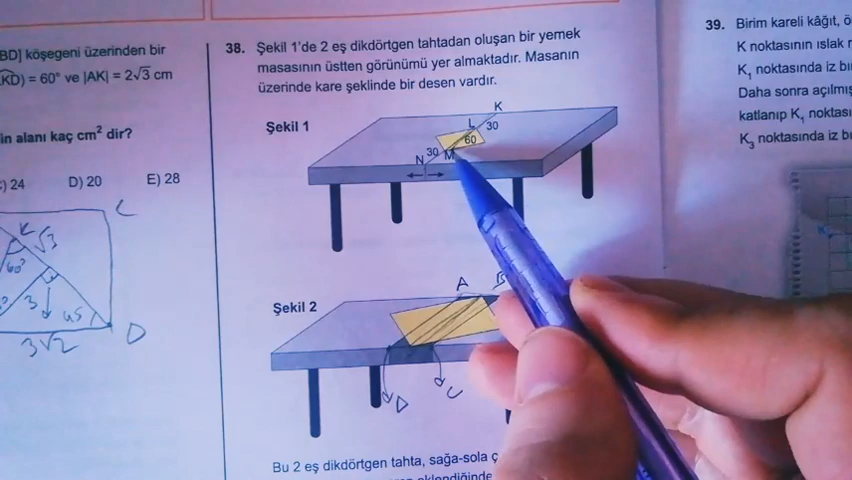 BD] köşegeni üzerinden bir
KD) = 60° ve |AK| = 2√3 cm
in alanı kaç cm² dir?
) 24 D) 20 E) 28
K √3
60°
3 45
3√2
C
D
38. Şekil 1'de 2 eş dikdörtgen tahtadan oluşan bir yemek
masasının üstten görünümü yer almaktadır. Masanın
üzerinde kare şeklinde bir desen vardır.
Şekil 1
K
L 30
60
N 30 M
Şekil 2
A B
D C
Bu 2 eş dikdörtgen tahta, sağa-sola ç
eklendiğinde
39. Birim kareli kâğıt, ö
K noktasının ıslak
K₁ noktasında iz bı
Daha sonra açılmış
katlanıp K₁ noktası
K₃ noktasında iz bı